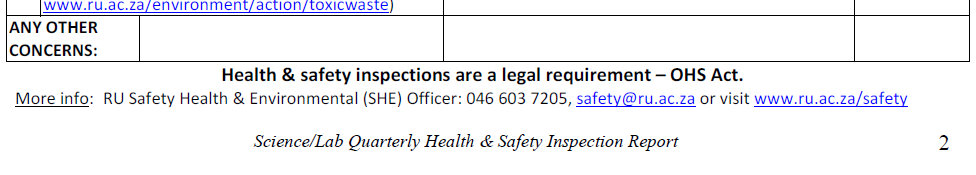 www.ru.ac.za/environment/action/toxicwaste)
ANY OTHER
CONCERNS:
Health & safety inspections are a legal requirement – OHS Act.
More info: RU Safety Health & Environmental (SHE) Officer: 046 603 7205, safety@ru.ac.za or visit www.ru.ac.za/safety
Science/Lab Quarterly Health & Safety Inspection Report 2